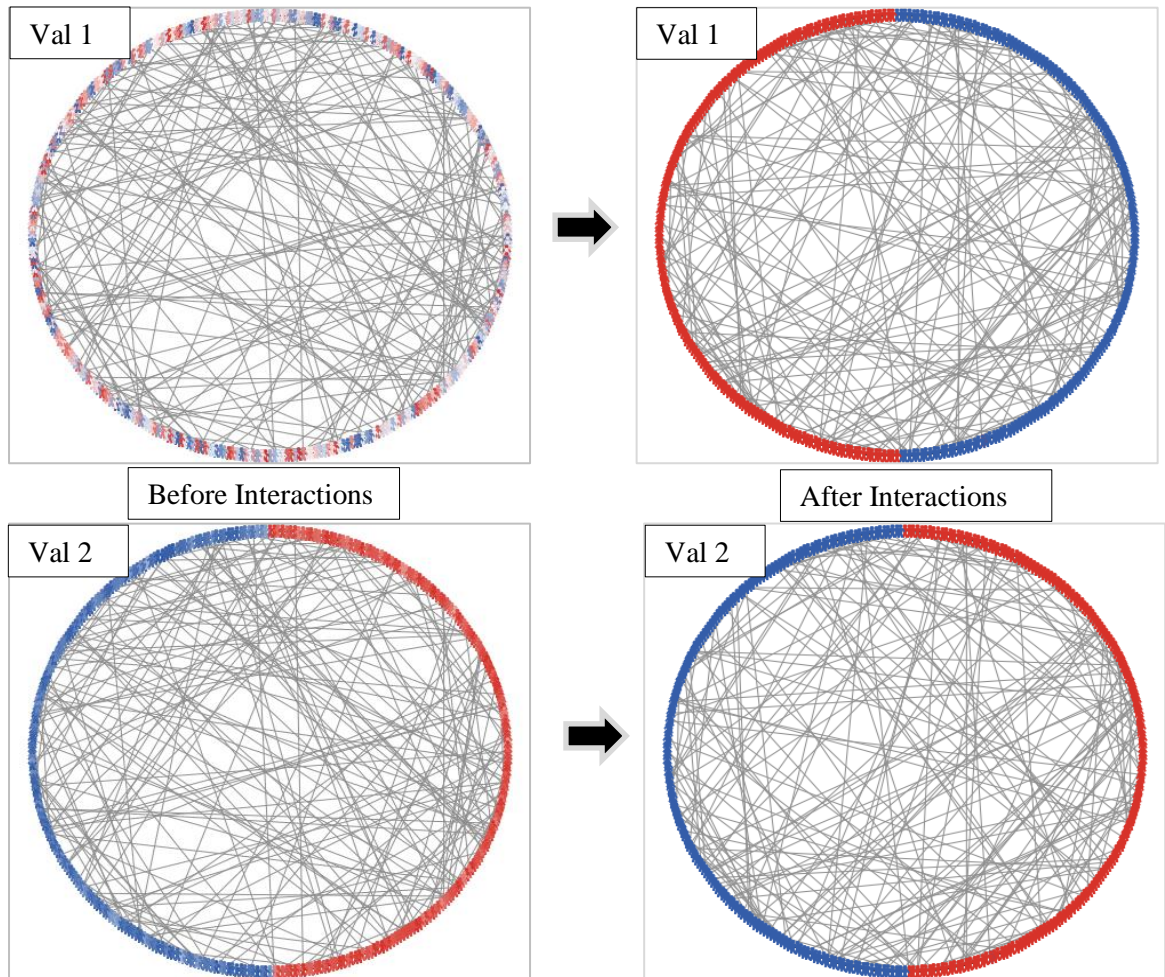 Val 1
Val 1
Before Interactions
After Interactions
Val 2
Val 2